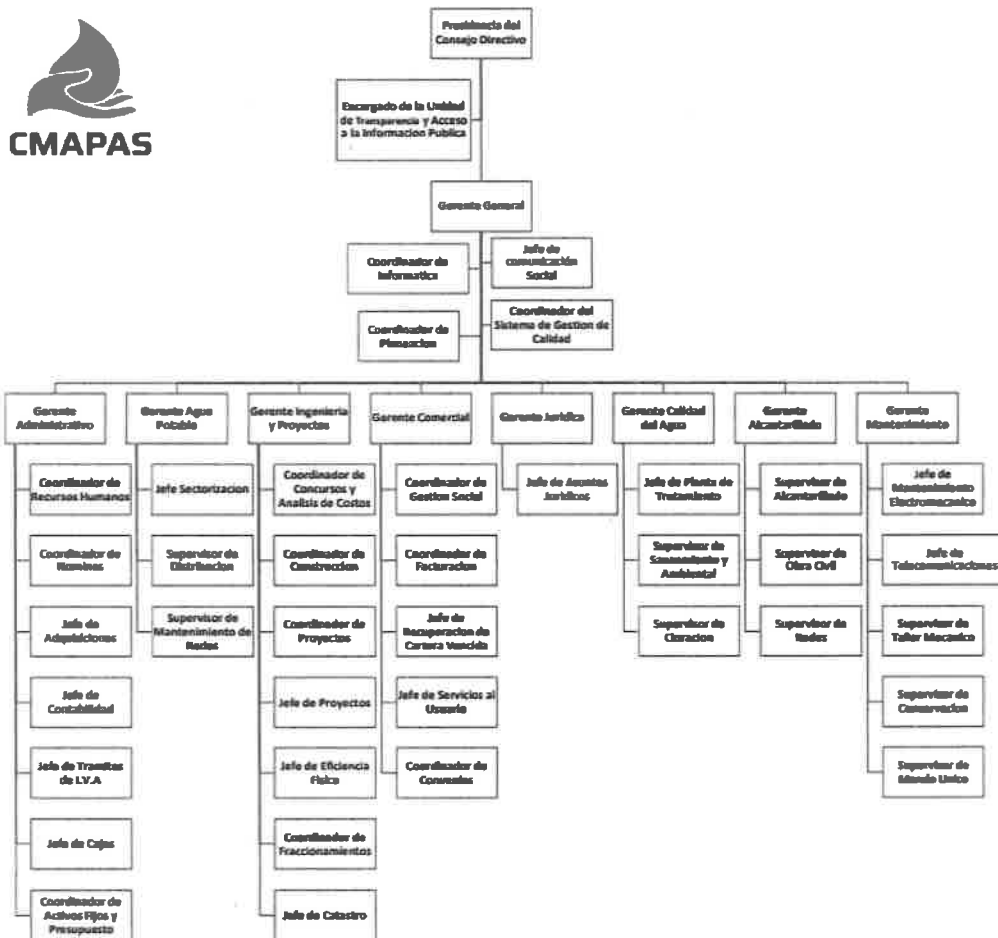 CMAPAS
Presidencia del
Consejo Directivo
Encargado de la Unidad
de Transparencia y Acceso
a la Informacion Publica
Gerente General
Coordinador de
Informatica
Jefe de
comunicación
Social
Coordinador de
Planeacion
Coordinador del
Sistema de Gestion de
Calidad
Gerente
Administrativo
Gerente Agua
Potable
Gerente Ingenieria
y Proyectos
Gerente Comercial
Gerente Juridica
Gerente Calidad
del Agua
Gerente
Alcantarillado
Gerente
Mantenimiento
Coordinador de
Recursos Humanos
Coordinador de
Nominas
Jefe de
Adquisiciones
Jefe de
Contabilidad
Jefe de Tramites
de I.V.A
Jefe de Cajas
Coordinador de
Activos Fijos y
Presupuesto
Jefe Sectorizacion
Supervisor de
Distribucion
Supervisor de
Mantenimiento de
Redes
Coordinador de
Concursos y
Analisis de Costos
Coordinador de
Construccion
Coordinador de
Proyectos
Jefe de Proyectos
Jefe de Eficiencia
Fisica
Coordinador de
Fraccionamientos
Jefe de Catastro
Coordinador de
Gestion Social
Coordinador de
Facturacion
Jefe de
Recuperacion de
Cartera Vencida
Jefe de Servicios al
Usuario
Coordinador de
Convenios
Jefe de Asuntos
Juridicos
Jefe de Planta de
Tratamiento
Supervisor de
Saneamiento y
Ambiental
Supervisor de
Cloracion
Supervisor de
Alcantarillado
Supervisor de
Obra Civil
Supervisor de
Redes
Jefe de
Mantenimiento
Electromecanico
Jefe de
Telecomunicaciones
Supervisor de
Taller Mecanico
Supervisor de
Conservacion
Supervisor de
Mando Unico